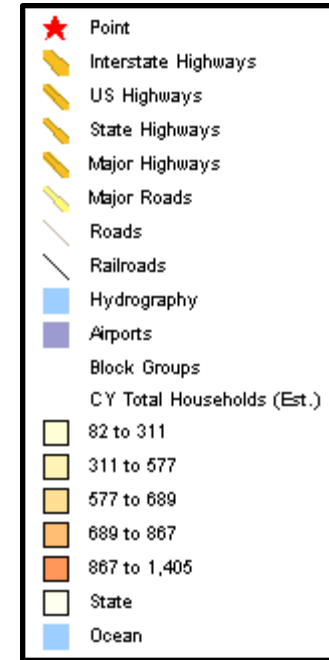 Point
Interstate Highways
US Highways
State Highways
Major Highways
Major Roads
Roads
Railroads
Hydrography
Airports
Block Groups
CY Total Households (Est.)
82 to 311
311 to 577
577 to 689
689 to 867
867 to 1,405
State
Ocean